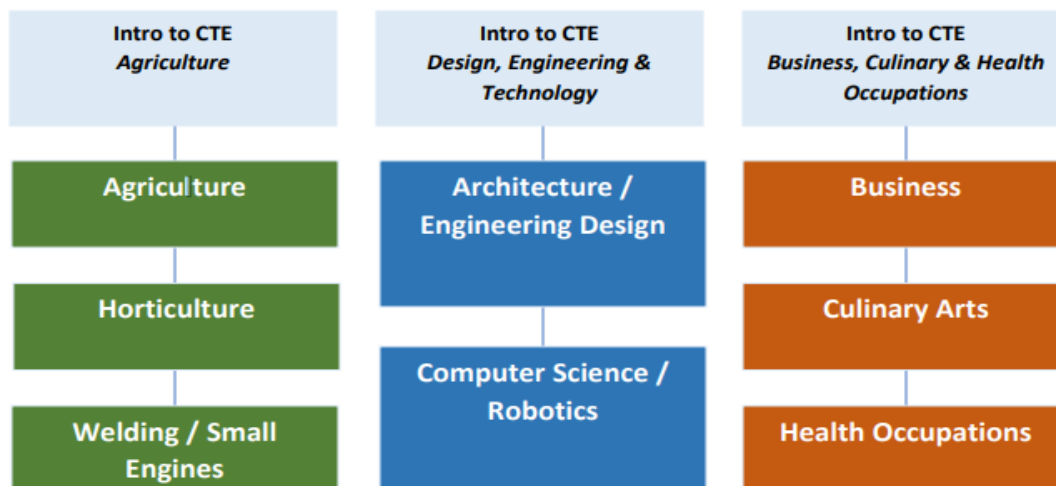 Intro to CTE
Agriculture
Agriculture
Horticulture
Welding / Small
Engines
Intro to CTE
Design, Engineering &
Technology
Architecture /
Engineering Design
Computer Science /
Robotics
Intro to CTE
Business, Culinary & Health
Occupations
Business
Culinary Arts
Health Occupations